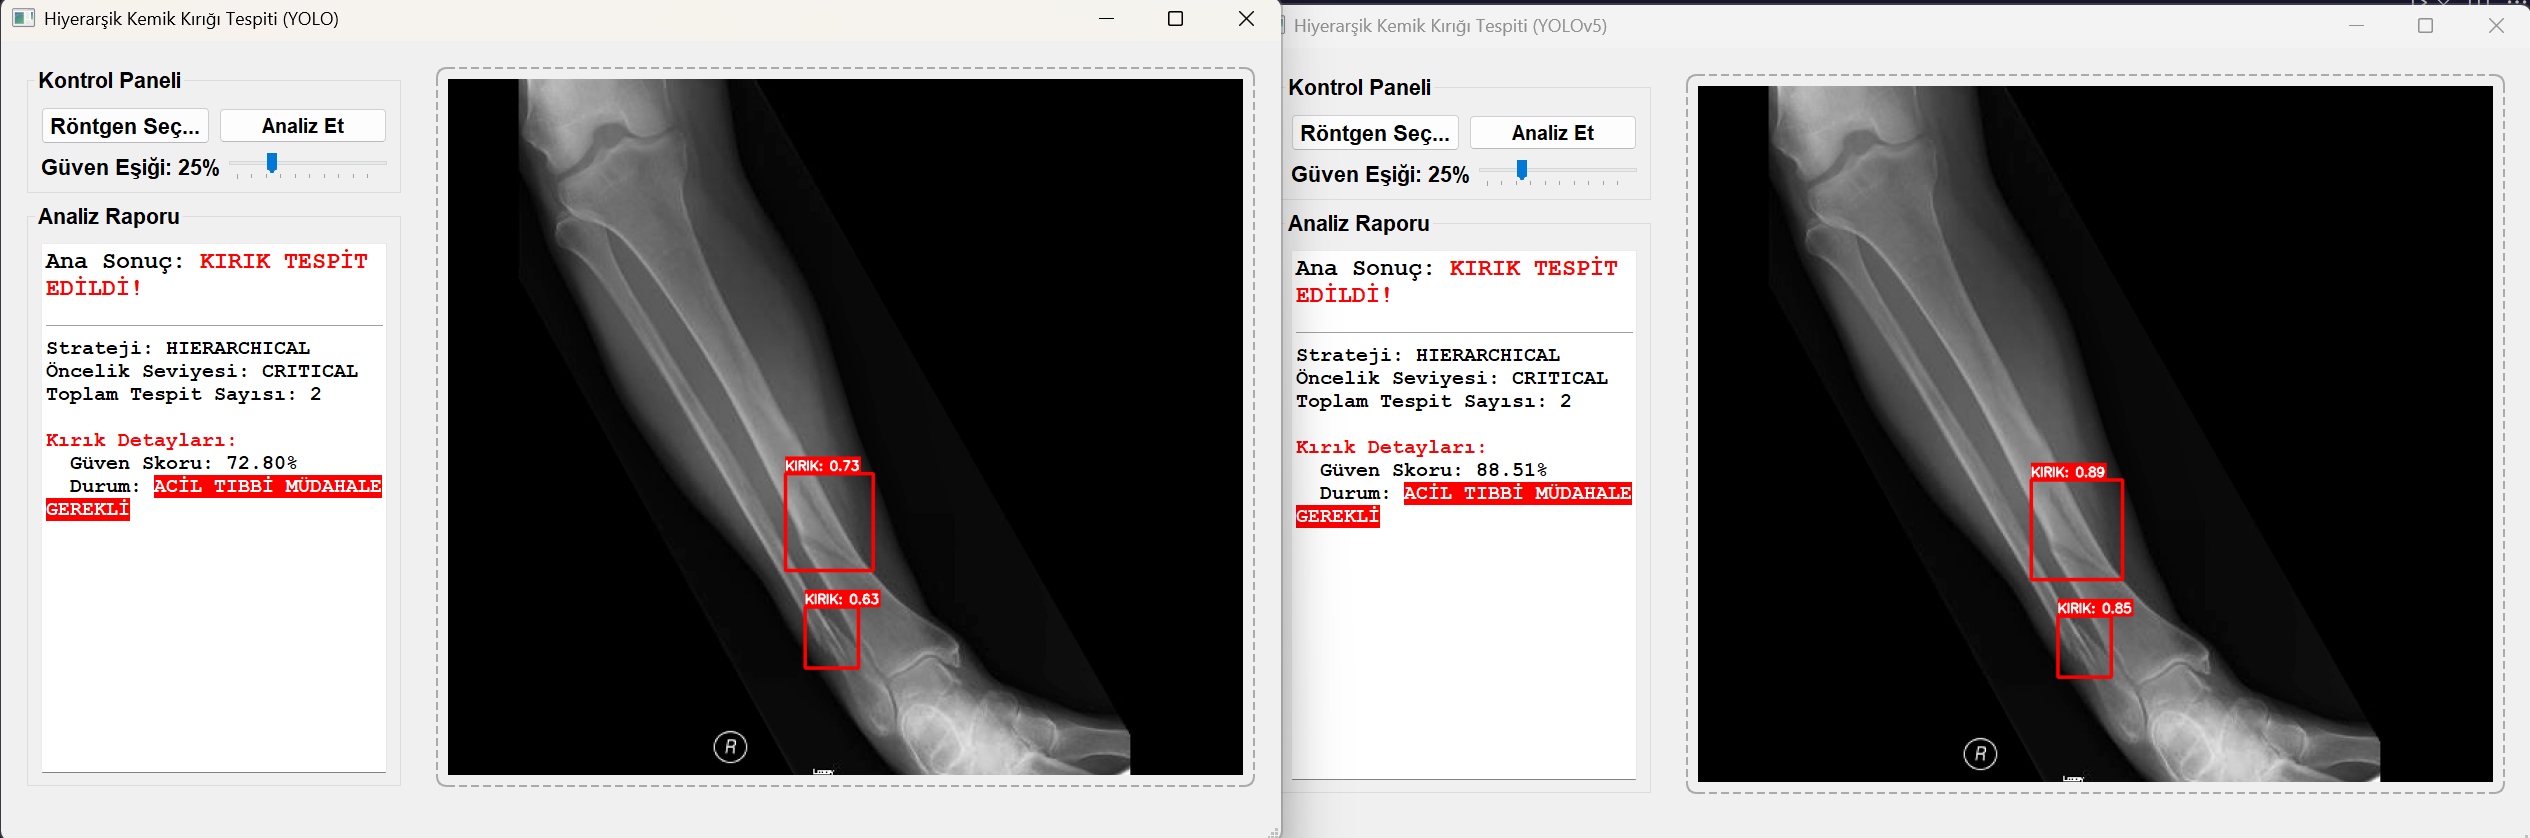 Hiyerarşik Kemik Kırığı Tespiti (YOLO)
Kontrol Paneli
Röntgen Seç...
Analiz Et
Güven Eşiği: 25%
Analiz Raporu
Ana Sonuç: KIRIK TESPİT
EDİLDİ!
Strateji: HIERARCHICAL
Öncelik Seviyesi: CRITICAL
Toplam Tespit Sayısı: 2
Kırık Detayları:
Güven Skoru: 72.80%
Durum: ACİL TIBBİ MÜDAHALE
GEREKLİ
KIRIK: 0.73
KIRIK: 0.63
R
Hiyerarşik Kemik Kırığı Tespiti (YOLOv5)
Kontrol Paneli
Röntgen Seç...
Analiz Et
Güven Eşiği: 25%
Analiz Raporu
Ana Sonuç: KIRIK TESPİT
EDİLDİ!
Strateji: HIERARCHICAL
Öncelik Seviyesi: CRITICAL
Toplam Tespit Sayısı: 2
Kırık Detayları:
Güven Skoru: 88.51%
Durum: ACİL TIBBİ MÜDAHALE
GEREKLİ
KIRIK: 0.89
KIRIK: 0.85
R